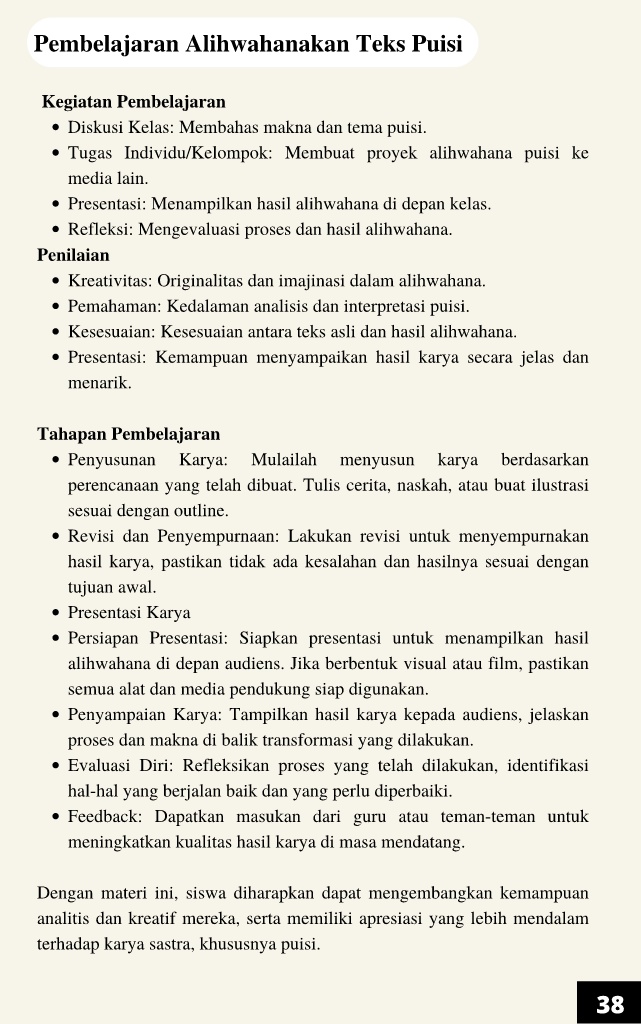 Pembelajaran Alihwahanakan Teks Puisi
Kegiatan Pembelajaran
• Diskusi Kelas: Membahas makna dan tema puisi.
• Tugas Individu/Kelompok: Membuat proyek alihwahana puisi ke
media lain.
• Presentasi: Menampilkan hasil alihwahana di depan kelas.
• Refleksi: Mengevaluasi proses dan hasil alihwahana.
Penilaian
• Kreativitas: Originalitas dan imajinasi dalam alihwahana.
• Pemahaman: Kedalaman analisis dan interpretasi puisi.
• Kesesuaian: Kesesuaian antara teks asli dan hasil alihwahana.
• Presentasi: Kemampuan menyampaikan hasil karya secara jelas dan
menarik.
Tahapan Pembelajaran
• Penyusunan Karya: Mulailah menyusun karya berdasarkan
perencanaan yang telah dibuat. Tulis cerita, naskah, atau buat ilustrasi
sesuai dengan outline.
• Revisi dan Penyempurnaan: Lakukan revisi untuk menyempurnakan
hasil karya, pastikan tidak ada kesalahan dan hasilnya sesuai dengan
tujuan awal.
• Presentasi Karya
• Persiapan Presentasi: Siapkan presentasi untuk menampilkan hasil
alihwahana di depan audiens. Jika berbentuk visual atau film, pastikan
semua alat dan media pendukung siap digunakan.
• Penyampaian Karya: Tampilkan hasil karya kepada audiens, jelaskan
proses dan makna di balik transformasi yang dilakukan.
• Evaluasi Diri: Refleksikan proses yang telah dilakukan, identifikasi
hal-hal yang berjalan baik dan yang perlu diperbaiki.
• Feedback: Dapatkan masukan dari guru atau teman-teman untuk
meningkatkan kualitas hasil karya di masa mendatang.
Dengan materi ini, siswa diharapkan dapat mengembangkan kemampuan
analitis dan kreatif mereka, serta memiliki apresiasi yang lebih mendalam
terhadap karya sastra, khususnya puisi.
38